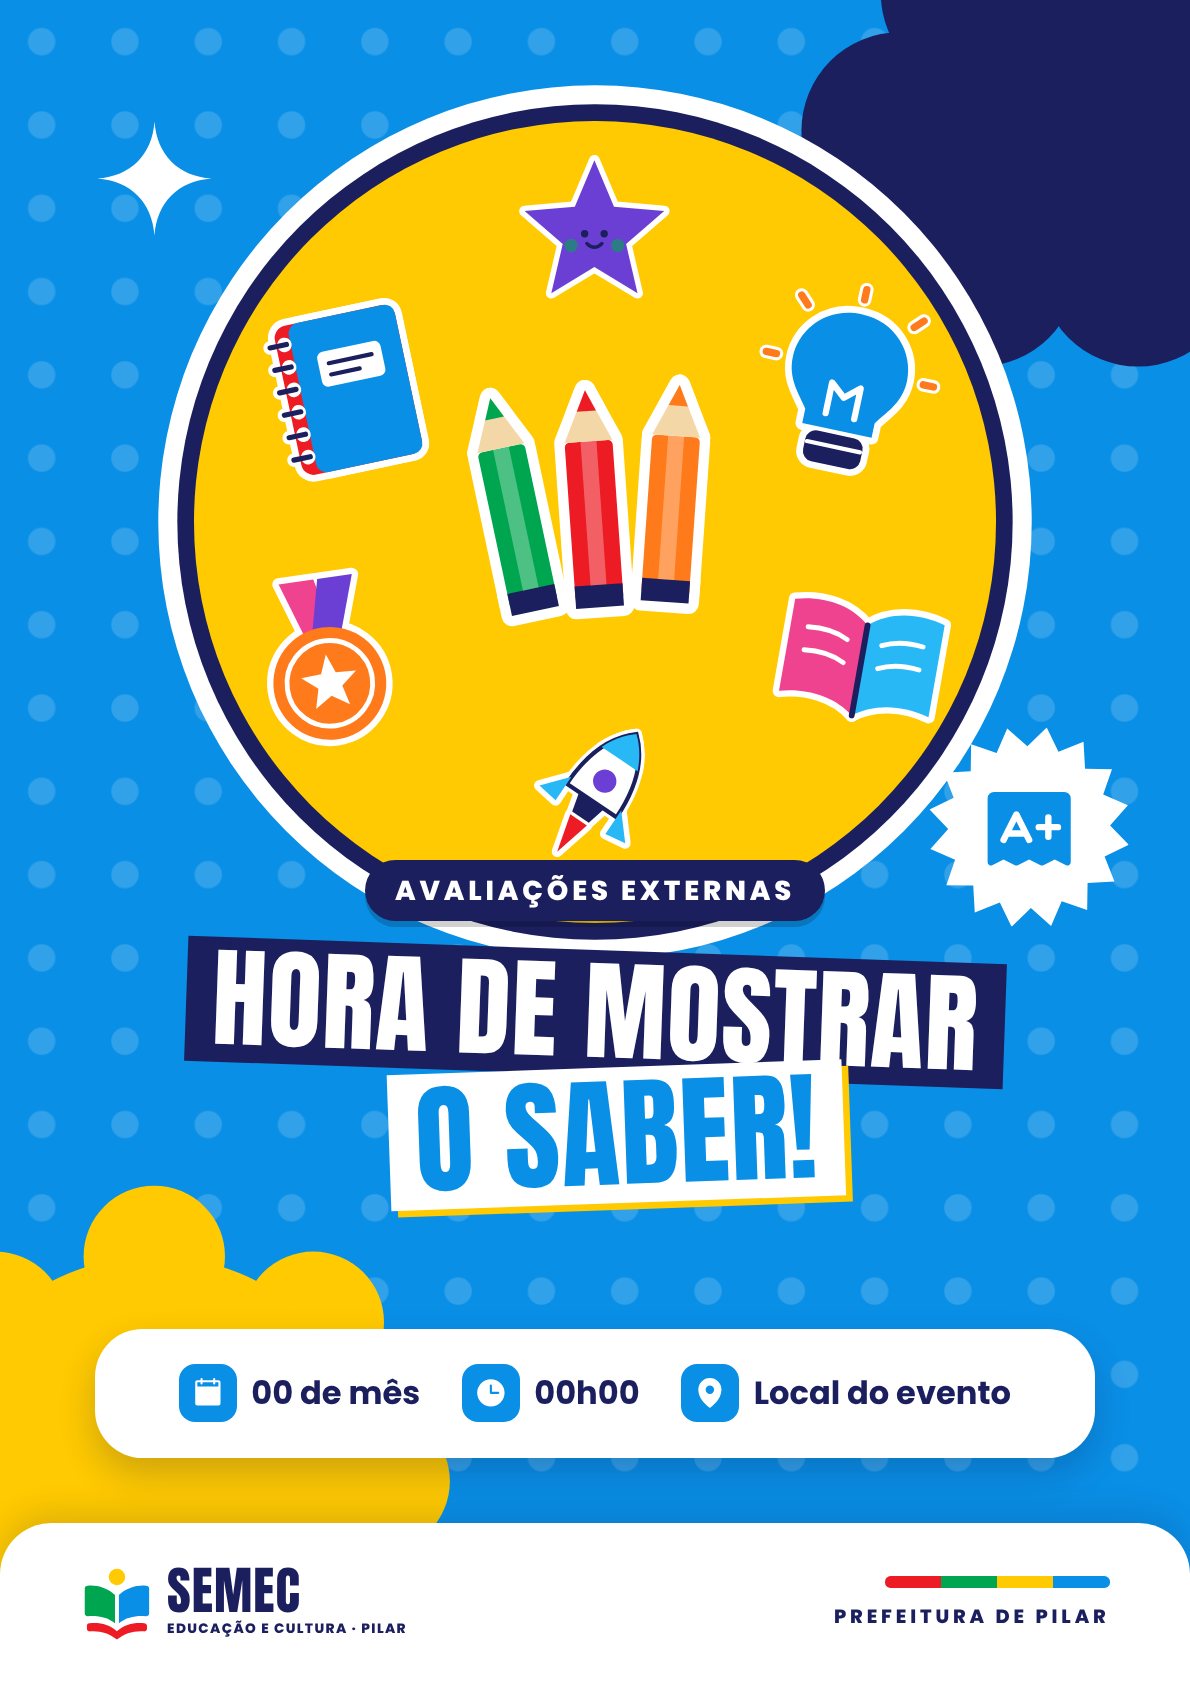 A+
AVALIAÇÕES EXTERNAS
HORA DE MOSTRAR
O SABER!
00 de mês
00h00
Local do evento
SEMEC
EDUCAÇÃO E CULTURA · PILAR
PREFEITURA DE PILAR